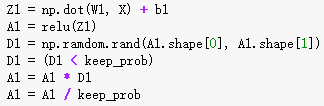 Z1 = np.dot(W1, X) + b1
A1 = relu(Z1)
D1 = np.ramdom.rand(A1.shape[0], A1.shape[1])
D1 = (D1 < keep_prob)
A1 = A1 * D1
A1 = A1 / keep_prob